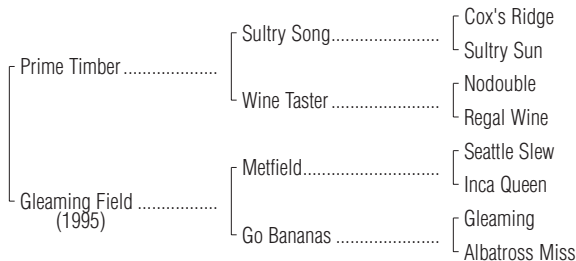 Cox's Ridge
Sultry Song
Sultry Sun
Prime Timber
Nodouble
Wine Taster
Regal Wine
Seattle Slew
Metfield
Inca Queen
Gleaming Field
(1995)
Gleaming
Go Bananas
Albatross Miss